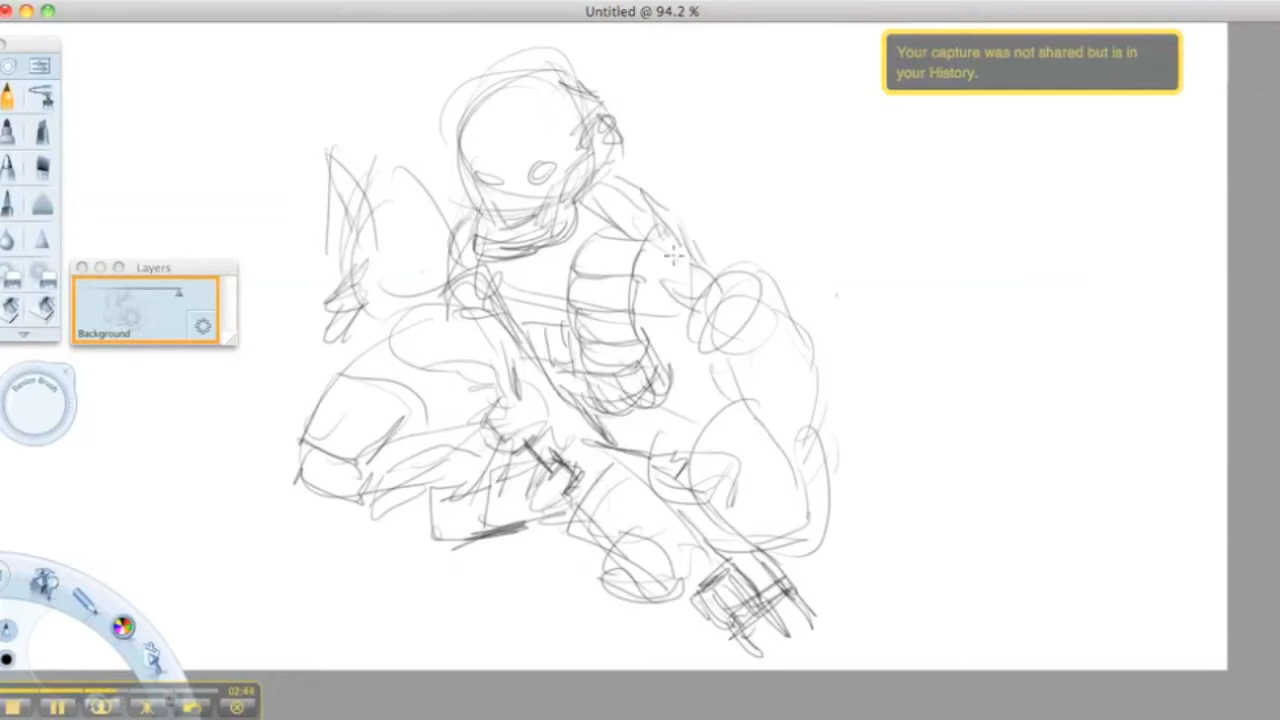 Untitled @ 94.2 %
Your capture was not shared but is in
your History.
Layers
Background
02:44